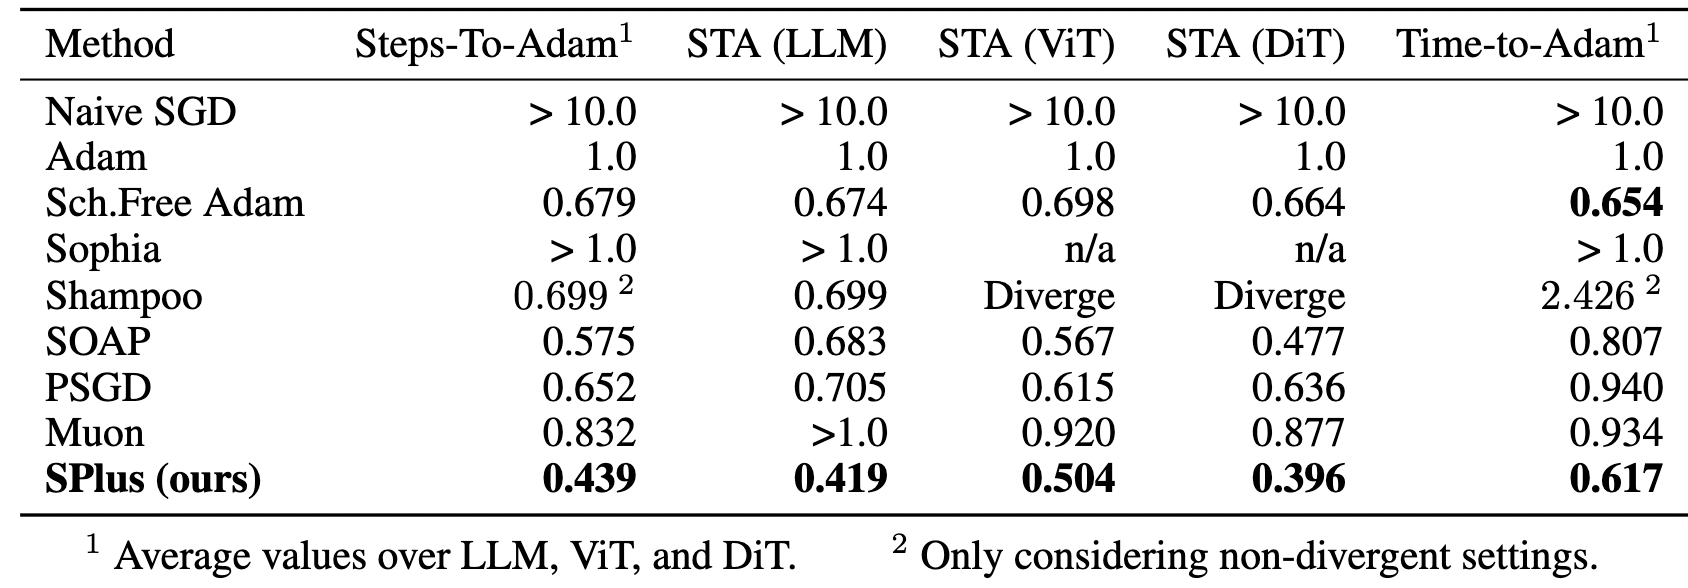 Method Steps-To-Adam¹ STA (LLM) STA (ViT) STA (DiT) Time-to-Adam¹
Naive SGD > 10.0 > 10.0 > 10.0 > 10.0 > 10.0
Adam 1.0 1.0 1.0 1.0 1.0
Sch.Free Adam 0.679 0.674 0.698 0.664 0.654
Sophia > 1.0 > 1.0 n/a n/a > 1.0
Shampoo 0.699 ² 0.699 Diverge Diverge 2.426 ²
SOAP 0.575 0.683 0.567 0.477 0.807
PSGD 0.652 0.705 0.615 0.636 0.940
Muon 0.832 >1.0 0.920 0.877 0.934
SPlus (ours) 0.439 0.419 0.504 0.396 0.617
¹ Average values over LLM, ViT, and DiT. ² Only considering non-divergent settings.